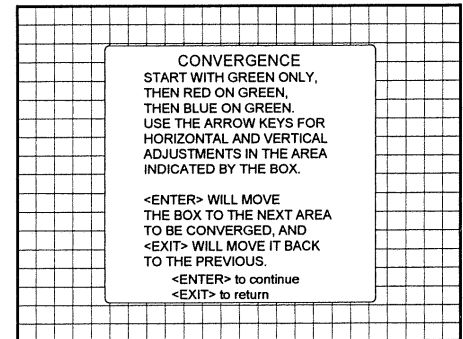 CONVERGENCE
START WITH GREEN ONLY,
THEN RED ON GREEN,
THEN BLUE ON GREEN.
USE THE ARROW KEYS FOR
HORIZONTAL AND VERTICAL
ADJUSTMENTS IN THE AREA
INDICATED BY THE BOX.
<ENTER> WILL MOVE
THE BOX TO THE NEXT AREA
TO BE CONVERGED, AND
<EXIT> WILL MOVE IT BACK
TO THE PREVIOUS.
<ENTER> to continue
<EXIT> to return